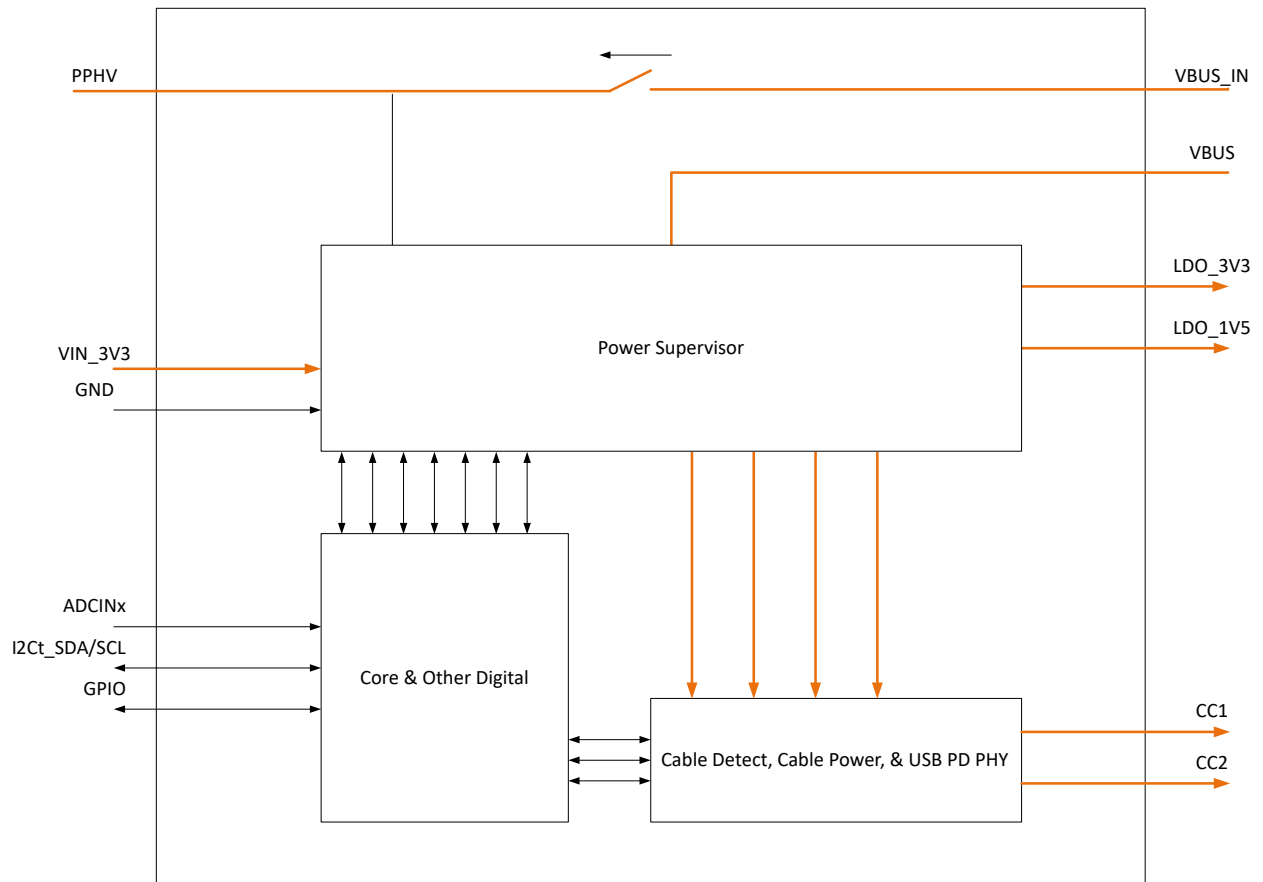 PPHV
VBUS_IN
VBUS
LDO_3V3
LDO_1V5
Power Supervisor
VIN_3V3
GND
ADCINx
I2Ct_SDA/SCL
GPIO
Core & Other Digital
Cable Detect, Cable Power, & USB PD PHY
CC1
CC2